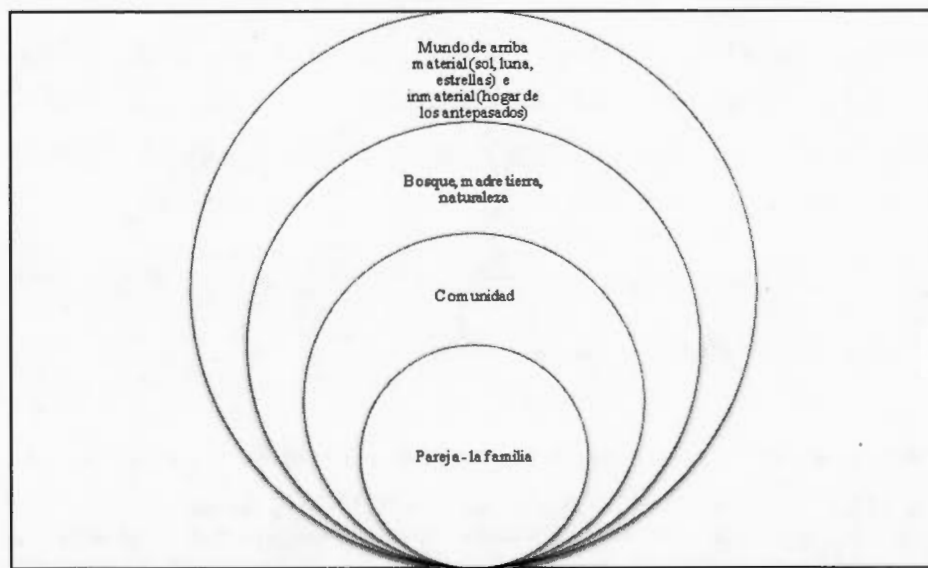 Mundo de arriba
material (sol, luna,
estrellas) e
inmaterial (hogar de
los antepasados)
Bosque, madre tierra,
naturaleza
Comunidad
Pareja - la familia